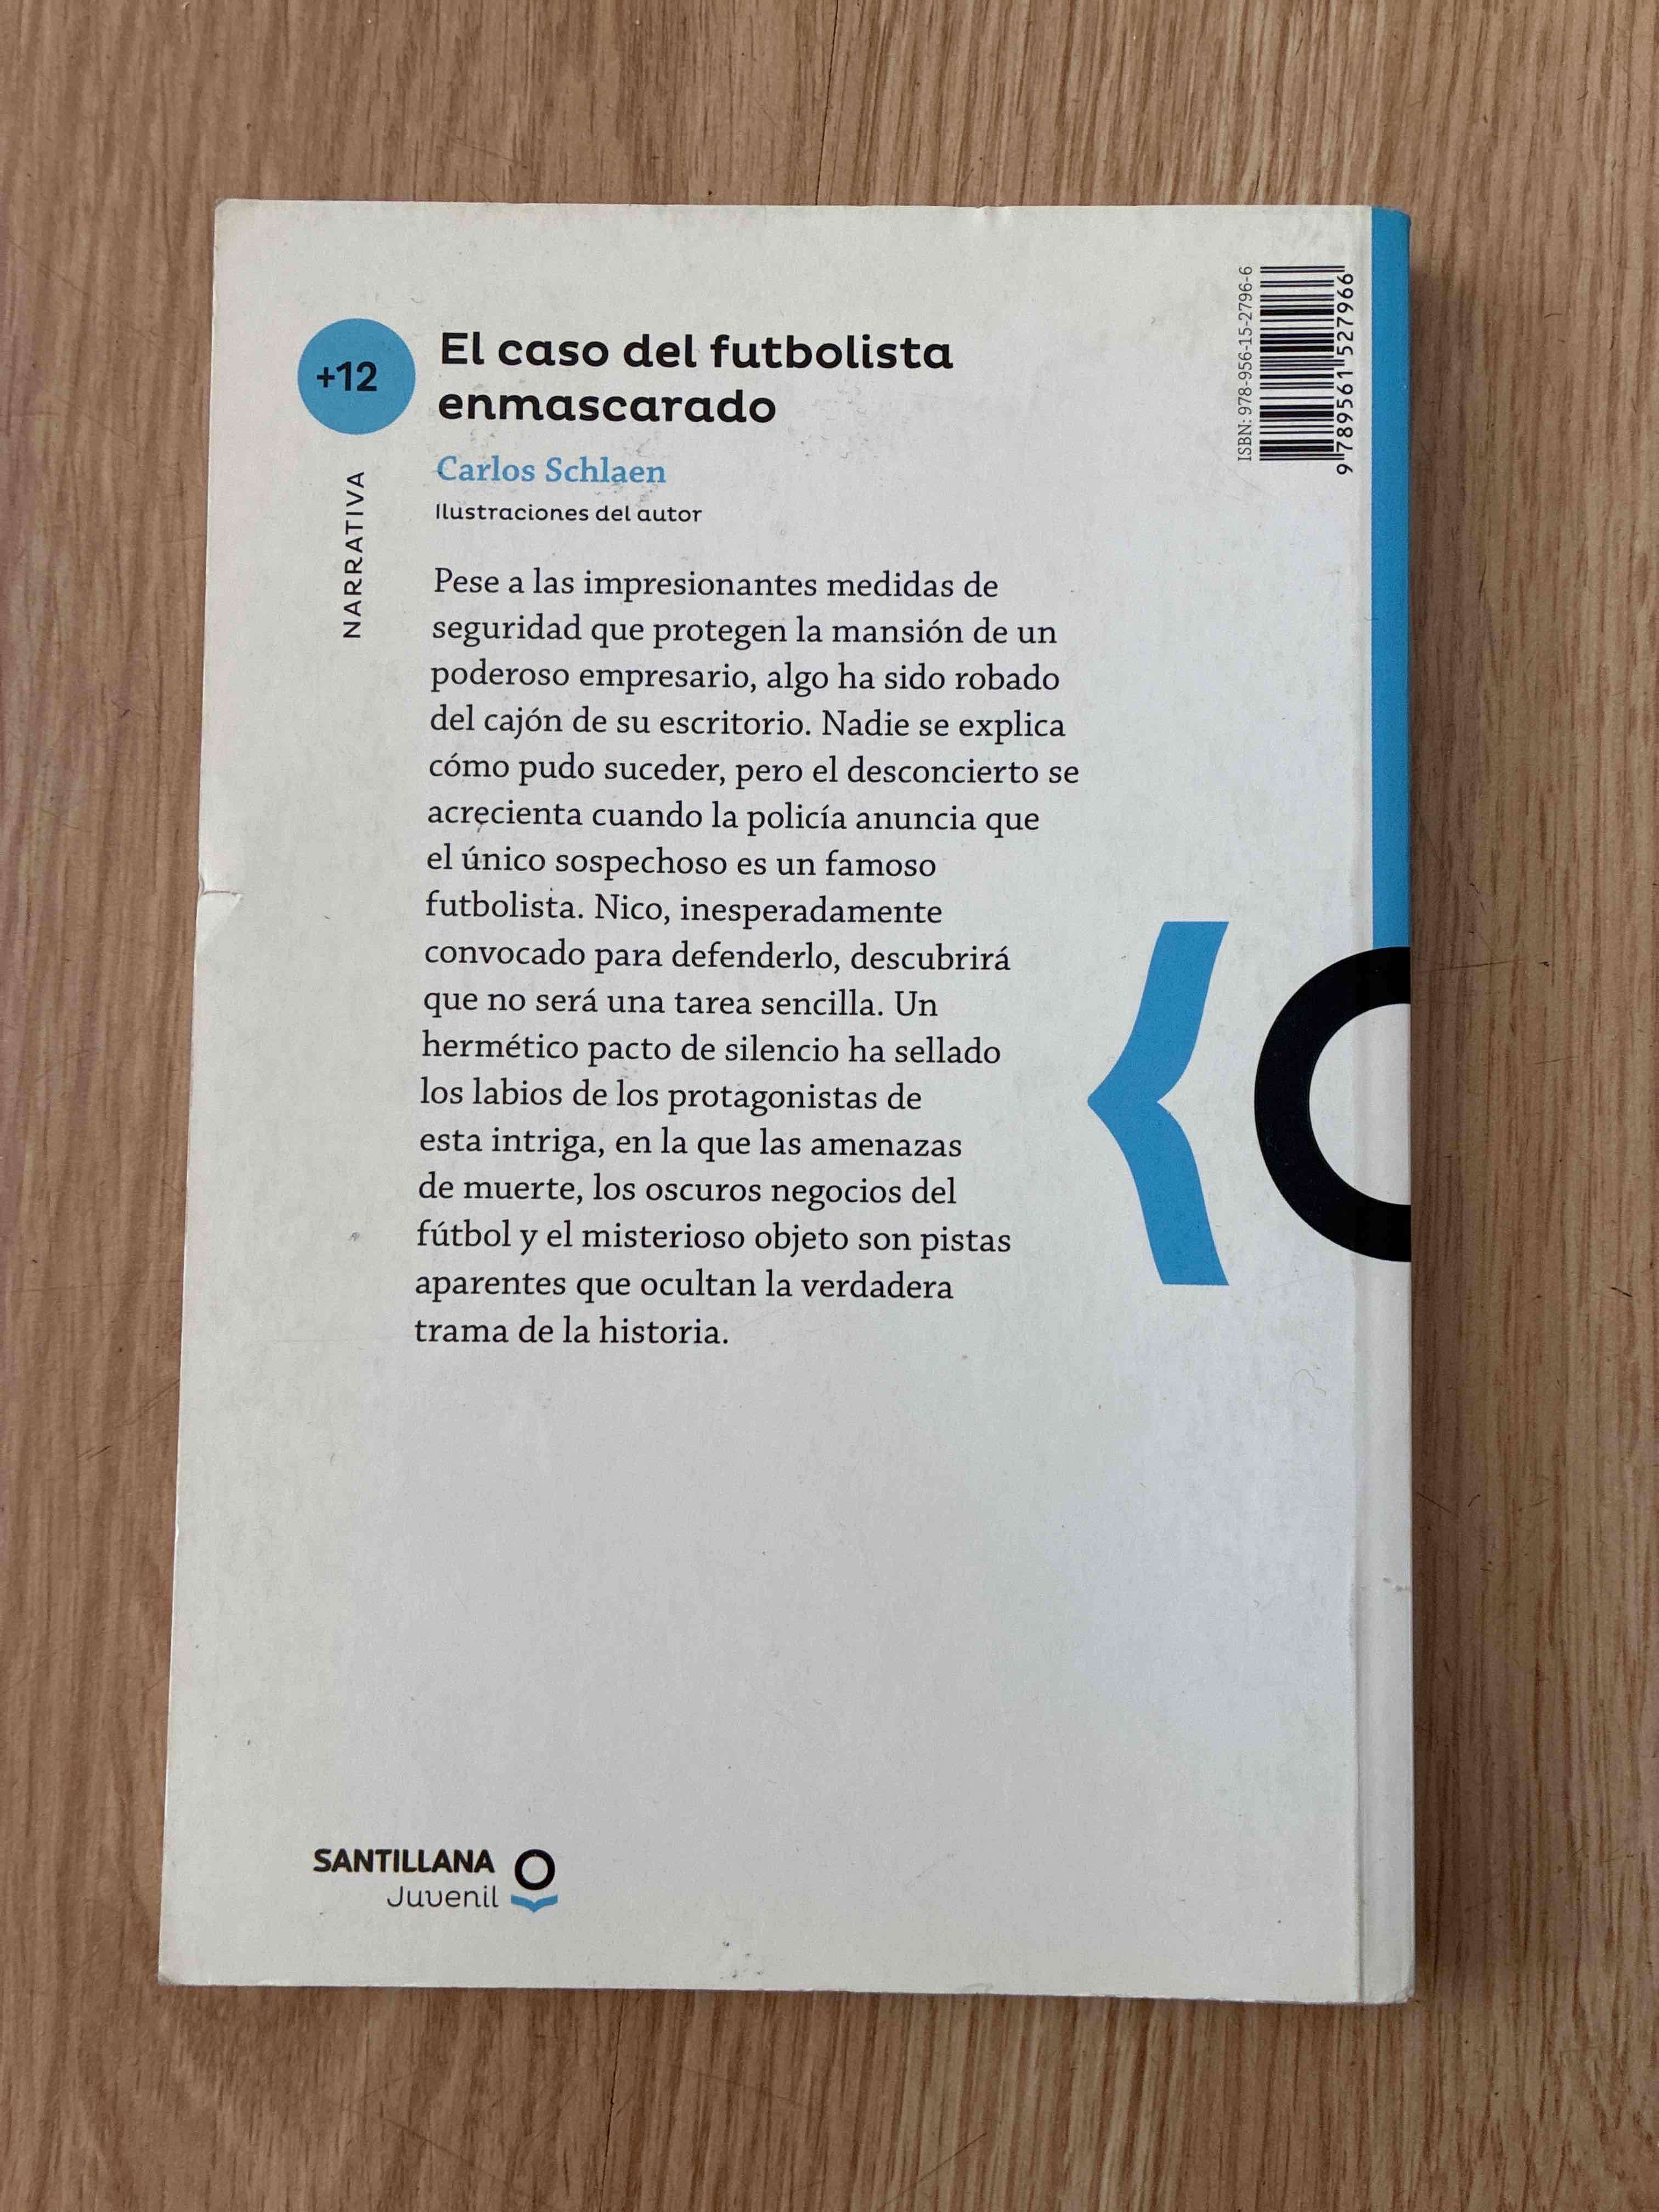 +12
NARRATIVA
El caso del futbolista
enmascarado
Carlos Schlaen
Ilustraciones del autor
Pese a las impresionantes medidas de
seguridad que protegen la mansión de un
poderoso empresario, algo ha sido robado
del cajón de su escritorio. Nadie se explica
cómo pudo suceder, pero el desconcierto se
acrecienta cuando la policía anuncia que
el único sospechoso es un famoso
futbolista. Nico, inesperadamente
convocado para defenderlo, descubrirá
que no será una tarea sencilla. Un
hermético pacto de silencio ha sellado
los labios de los protagonistas de
esta intriga, en la que las amenazas
de muerte, los oscuros negocios del
fútbol y el misterioso objeto son pistas
aparentes que ocultan la verdadera
trama de la historia.
ISBN: 978-956-15-2796-6
9 789561 527966
SANTILLANA
Juvenil